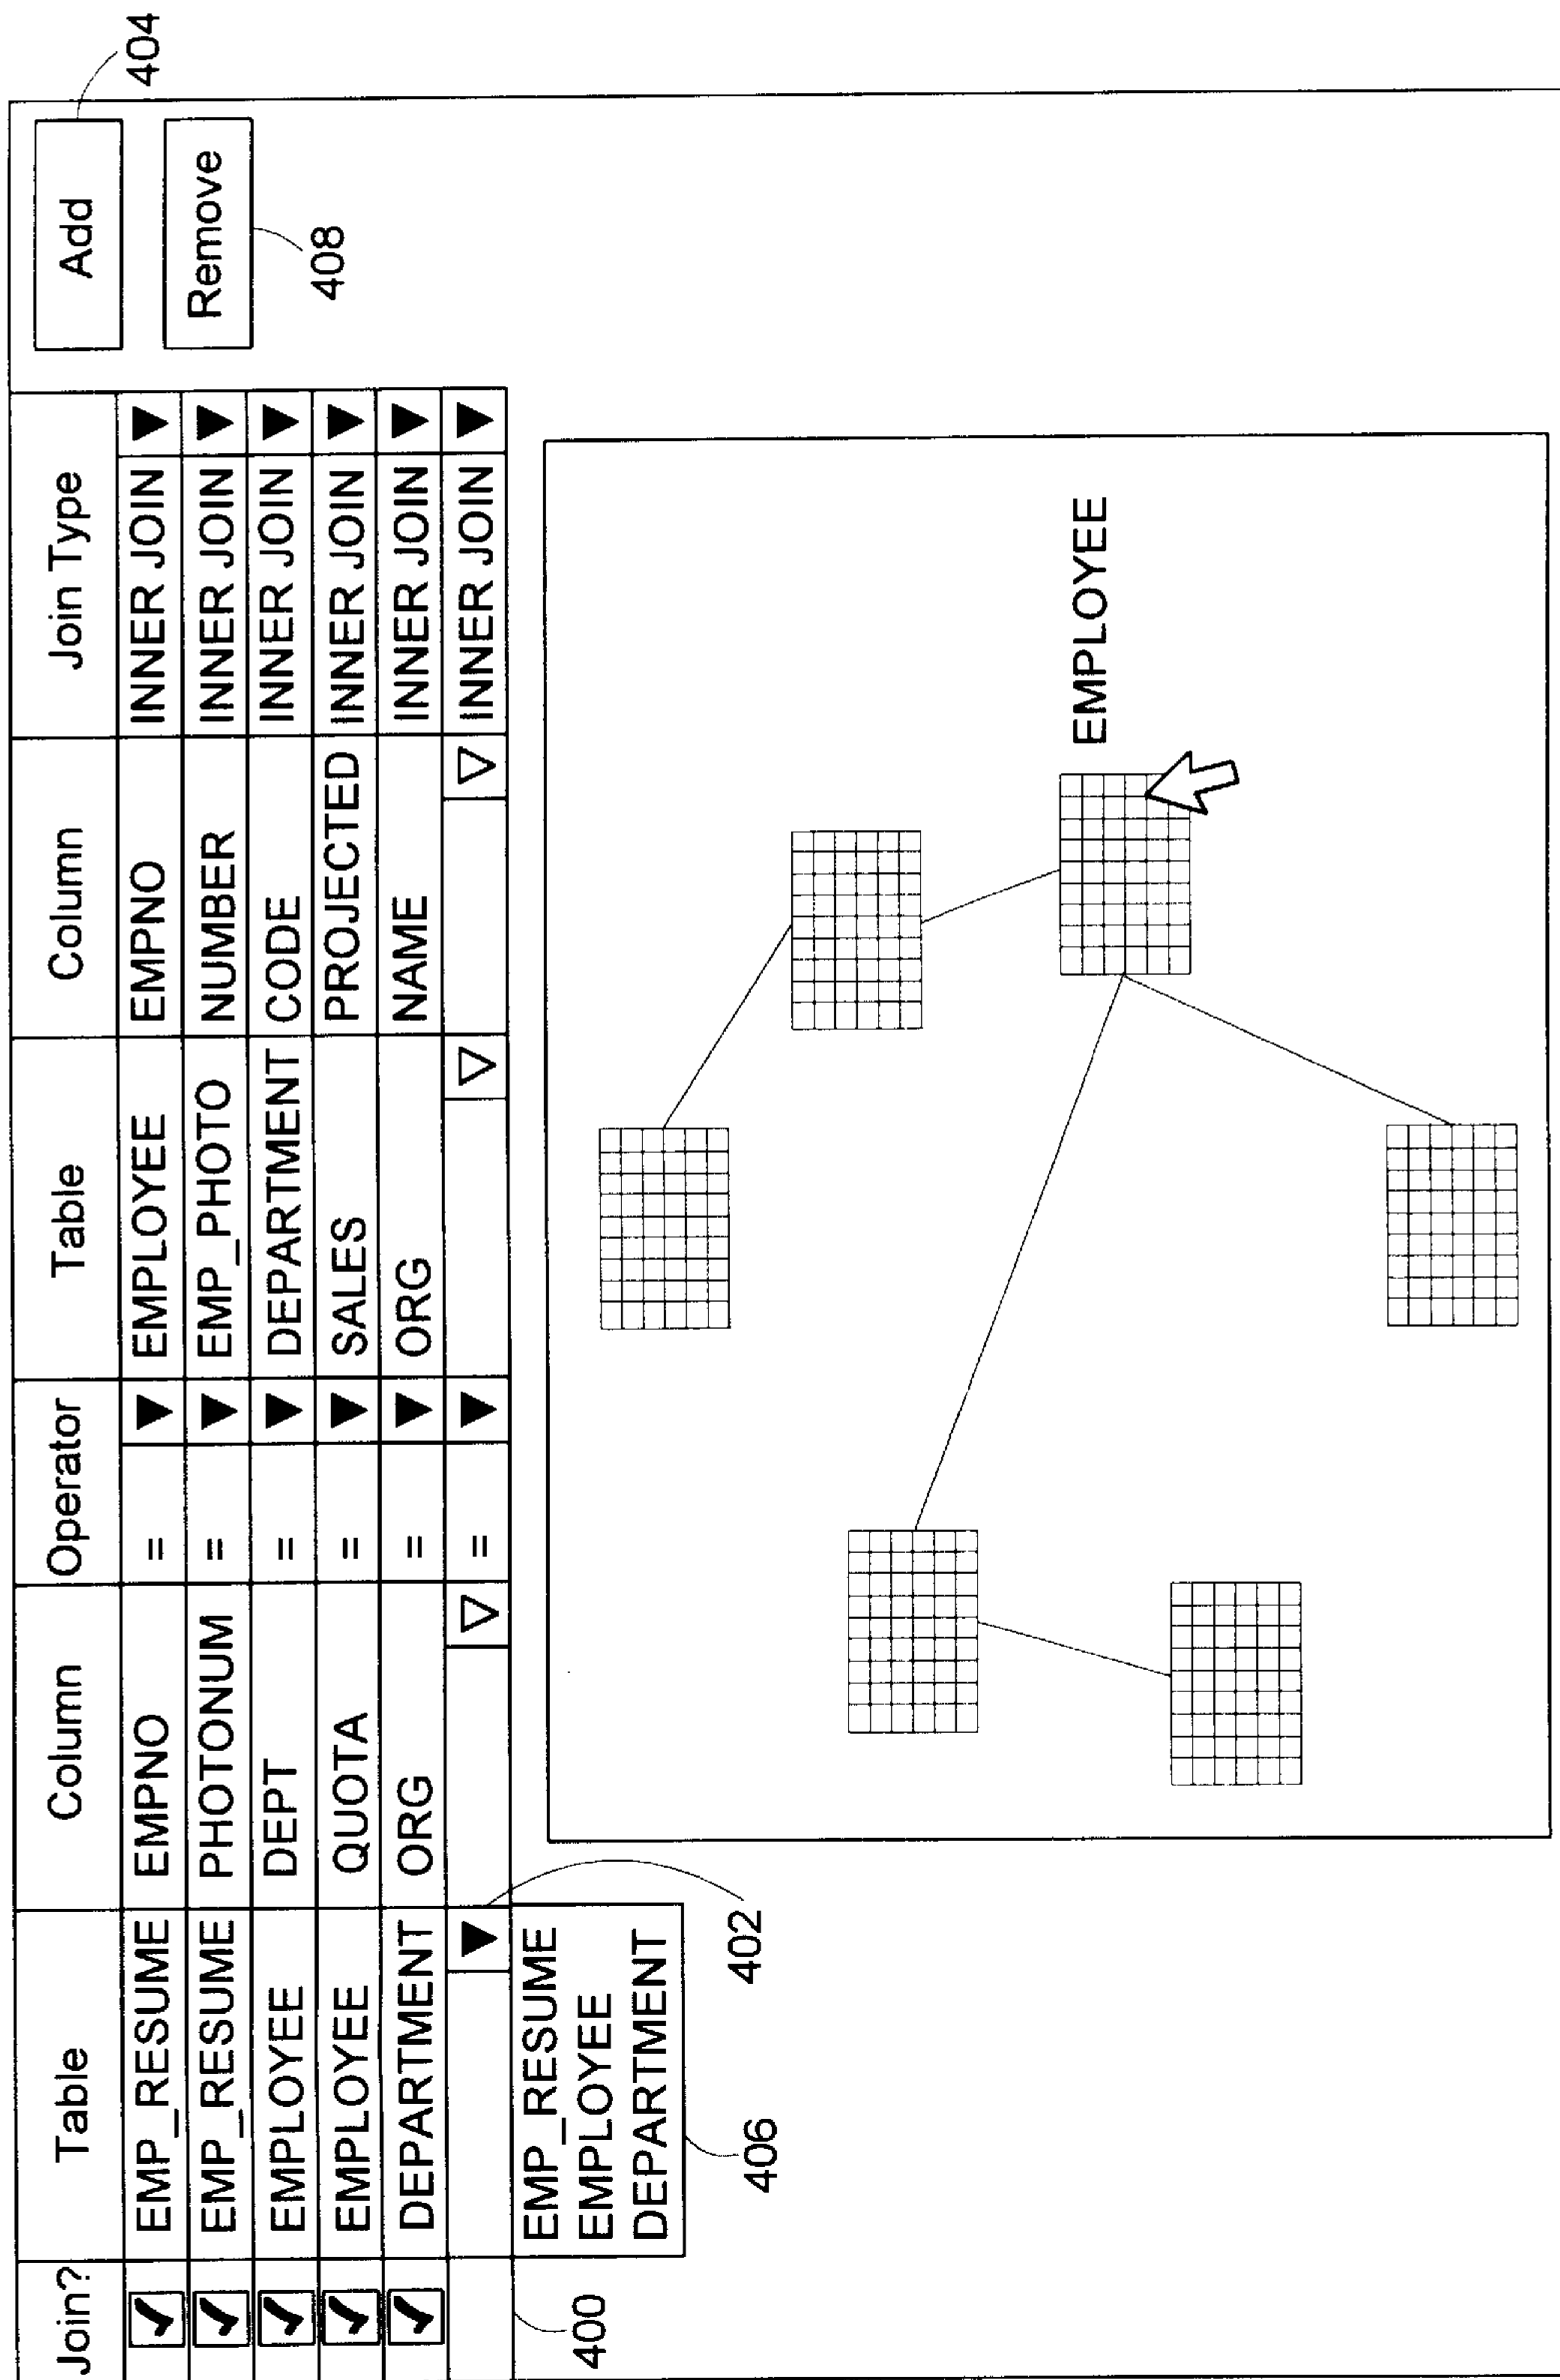 Join? Table Column Operator Table Column Join Type
EMP_RESUME EMPNO = EMPLOYEE EMPNO INNER JOIN
EMP_RESUME PHOTONUM = EMP_PHOTO NUMBER INNER JOIN
EMPLOYEE DEPT = DEPARTMENT CODE INNER JOIN
EMPLOYEE QUOTA = SALES PROJECTED INNER JOIN
DEPARTMENT ORG = ORG NAME INNER JOIN
= INNER JOIN
EMP_RESUME
EMPLOYEE
DEPARTMENT
Add
Remove
404
408
400
402
406
EMPLOYEE